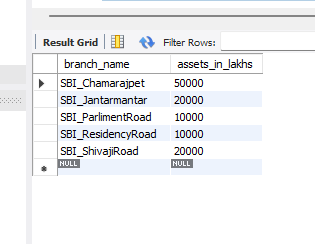 Result Grid Filter Rows:
branch_name assets_in_lakhs
SBI_Chamarajpet 50000
SBI_Jantarmantar 20000
SBI_ParlimentRoad 10000
SBI_ResidencyRoad 10000
SBI_ShivajiRoad 20000
NULL NULL